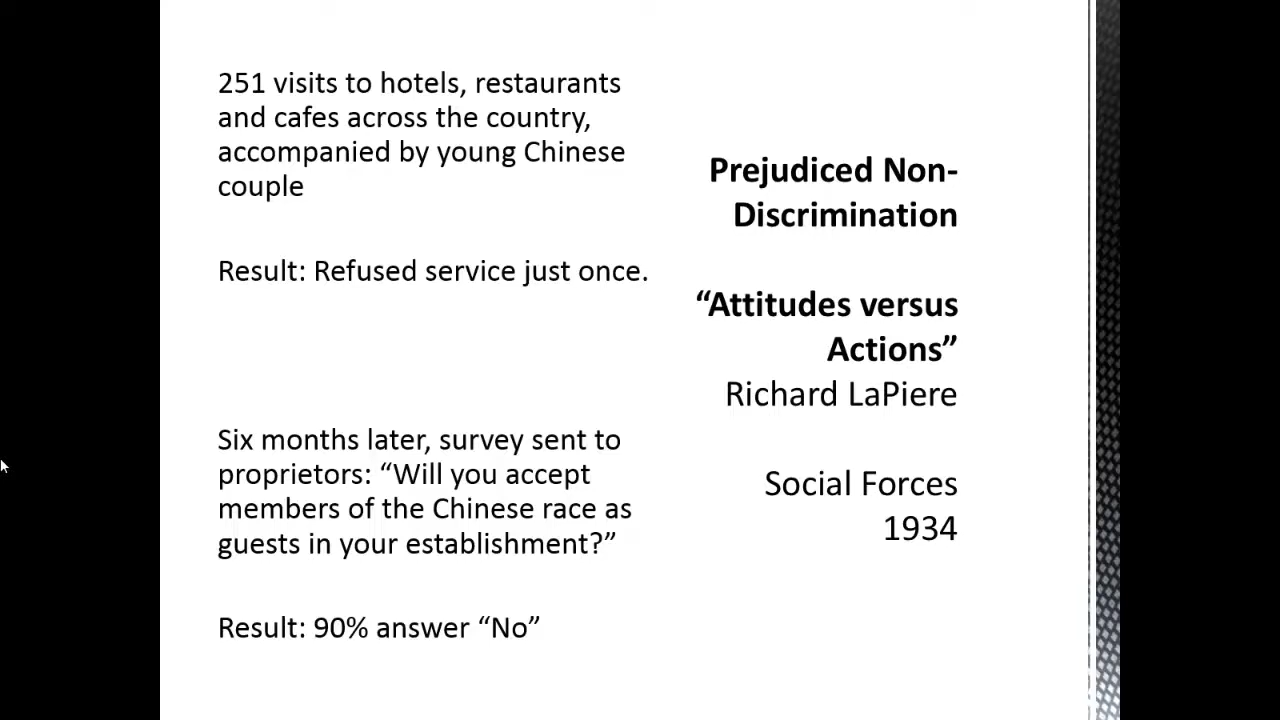 251 visits to hotels, restaurants
and cafes across the country,
accompanied by young Chinese
couple
Result: Refused service just once.
Six months later, survey sent to
proprietors: “Will you accept
members of the Chinese race as
guests in your establishment?”
Result: 90% answer “No”
Prejudiced Non-
Discrimination
“Attitudes versus
Actions”
Richard LaPiere
Social Forces
1934